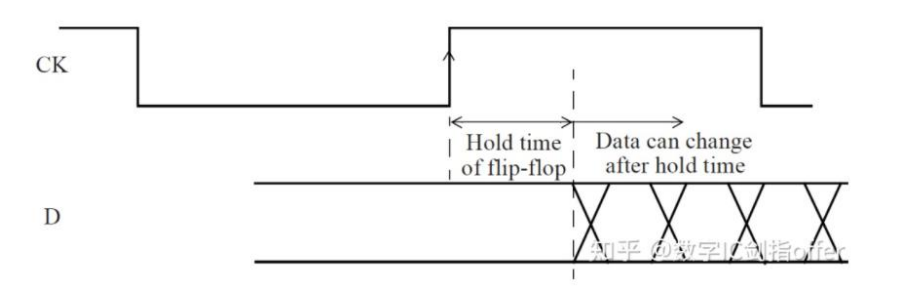 CK
Hold time
of flip-flop
Data can change
after hold time
D
知乎 @数字IC剑指offer